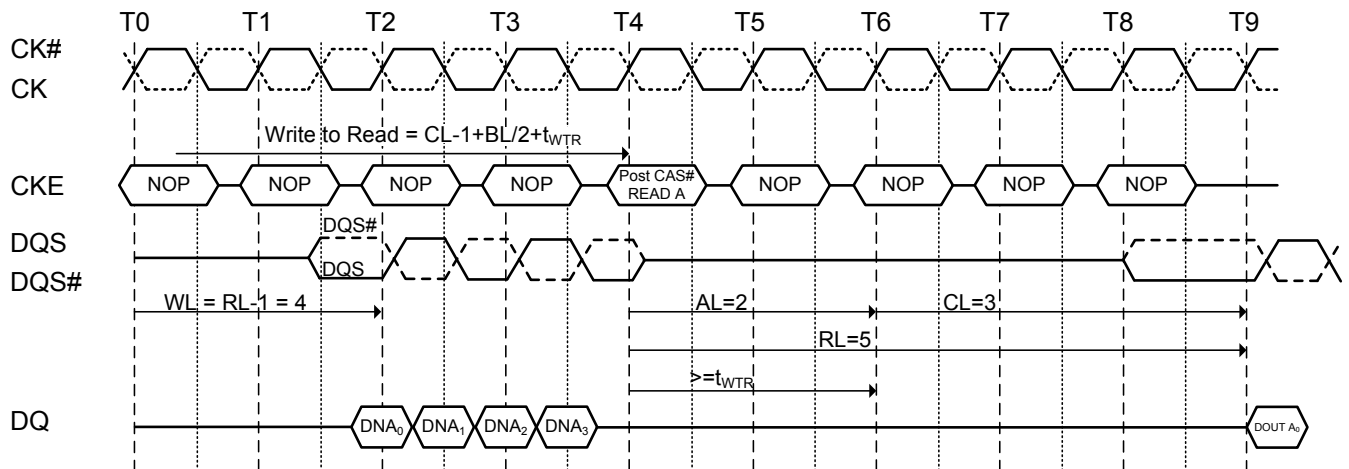 T0 T1 T2 T3 T4 T5 T6 T7 T8 T9
CK#
CK
Write to Read = CL-1+BL/2+tWTR
CKE NOP NOP NOP NOP Post CAS# READ A NOP NOP NOP NOP
DQS#
DQS
DQS
DQS#
WL = RL-1 = 4 AL=2 CL=3
RL=5
>=tWTR
DQ DNA0 DNA1 DNA2 DNA3 DOUT A0